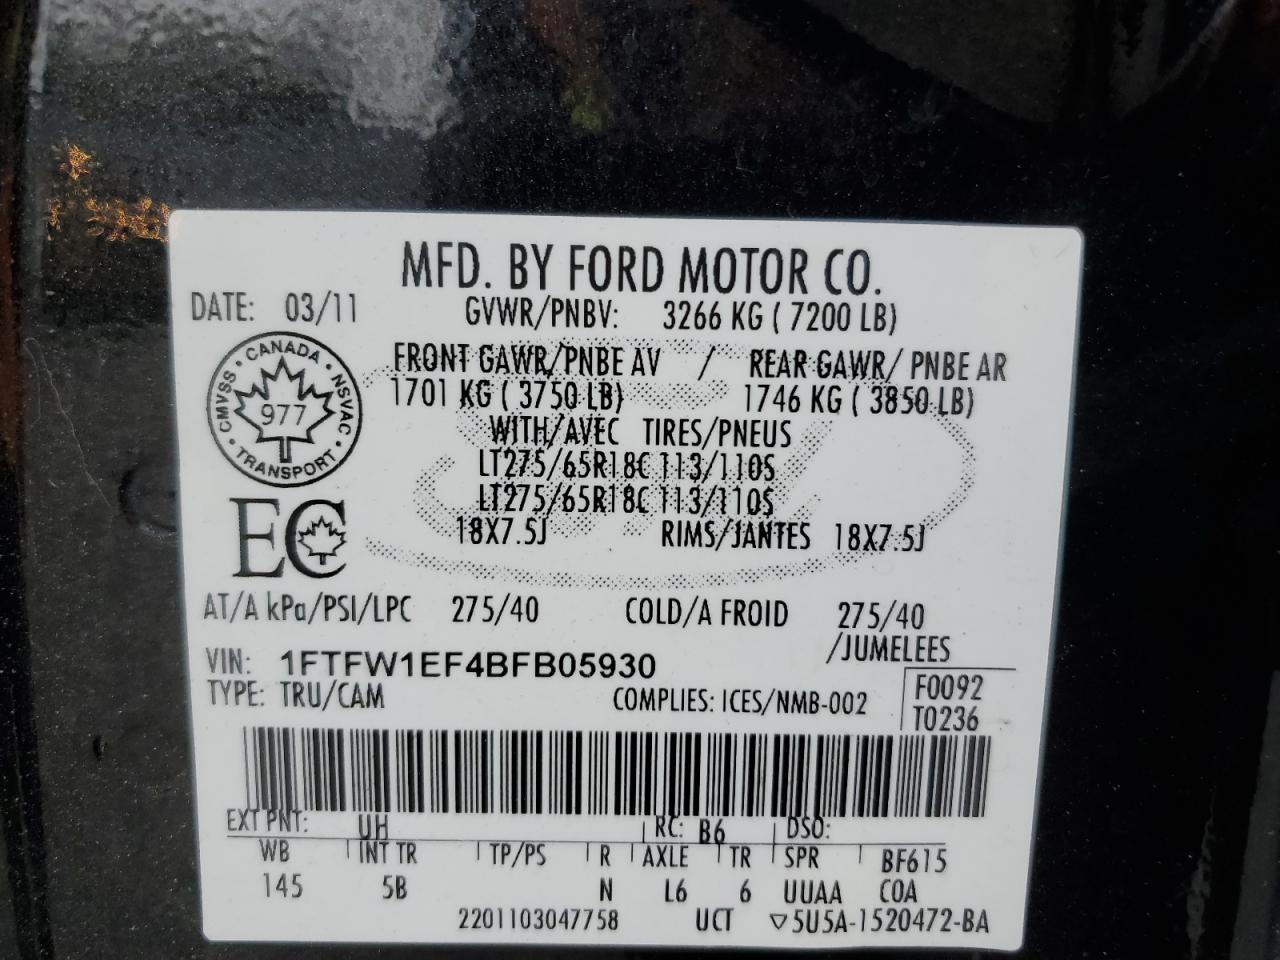 MFD. BY FORD MOTOR CO.
DATE: 03/11 GVWR/PNBV: 3266 KG ( 7200 LB)
CANADA
CMVSS NSVAC
977
TRANSPORT
FRONT GAWR/PNBE AV / REAR GAWR/ PNBE AR
1701 KG ( 3750 LB) 1746 KG ( 3850 LB)
WITH/AVEC TIRES/PNEUS
LT275/65R18C 113/110S
LT275/65R18C 113/110S
18X7.5J RIMS/JANTES 18X7.5J
EC
AT/A kPa/PSI/LPC 275/40 COLD/A FROID 275/40
/JUMELEES
VIN: 1FTFW1EF4BFB05930
TYPE: TRU/CAM COMPLIES: ICES/NMB-002
F0092
T0236
EXT PNT: UH RC: B6 DSO:
WB INT TR TP/PS R AXLE TR SPR BF615
145 5B N L6 6 UUAA COA
2201103047758 UCT ▽5U5A-1520472-BA